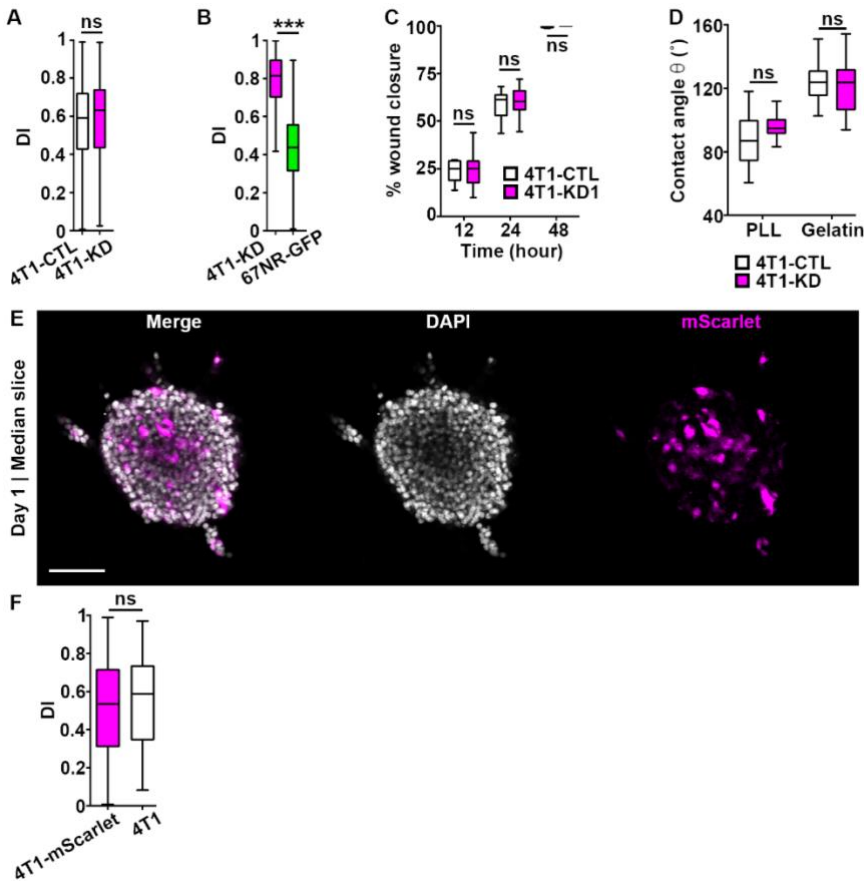 A
ns
1
0.8
0.6
0.4
0.2
0
DI
4T1-CTL
4T1-KD
B
***
1
0.8
0.6
0.4
0.2
0
DI
4T1-KD
67NR-GFP
C
100
75
50
25
0
% wound closure
ns
ns
ns
4T1-CTL
4T1-KD1
12 24 48
Time (hour)
D
160
120
80
40
Contact angle θ (°)
ns
ns
PLL Gelatin
4T1-CTL
4T1-KD
E
Merge DAPI mScarlet
Day 1 | Median slice
F
ns
1
0.8
0.6
0.4
0.2
0
DI
4T1-mScarlet
4T1